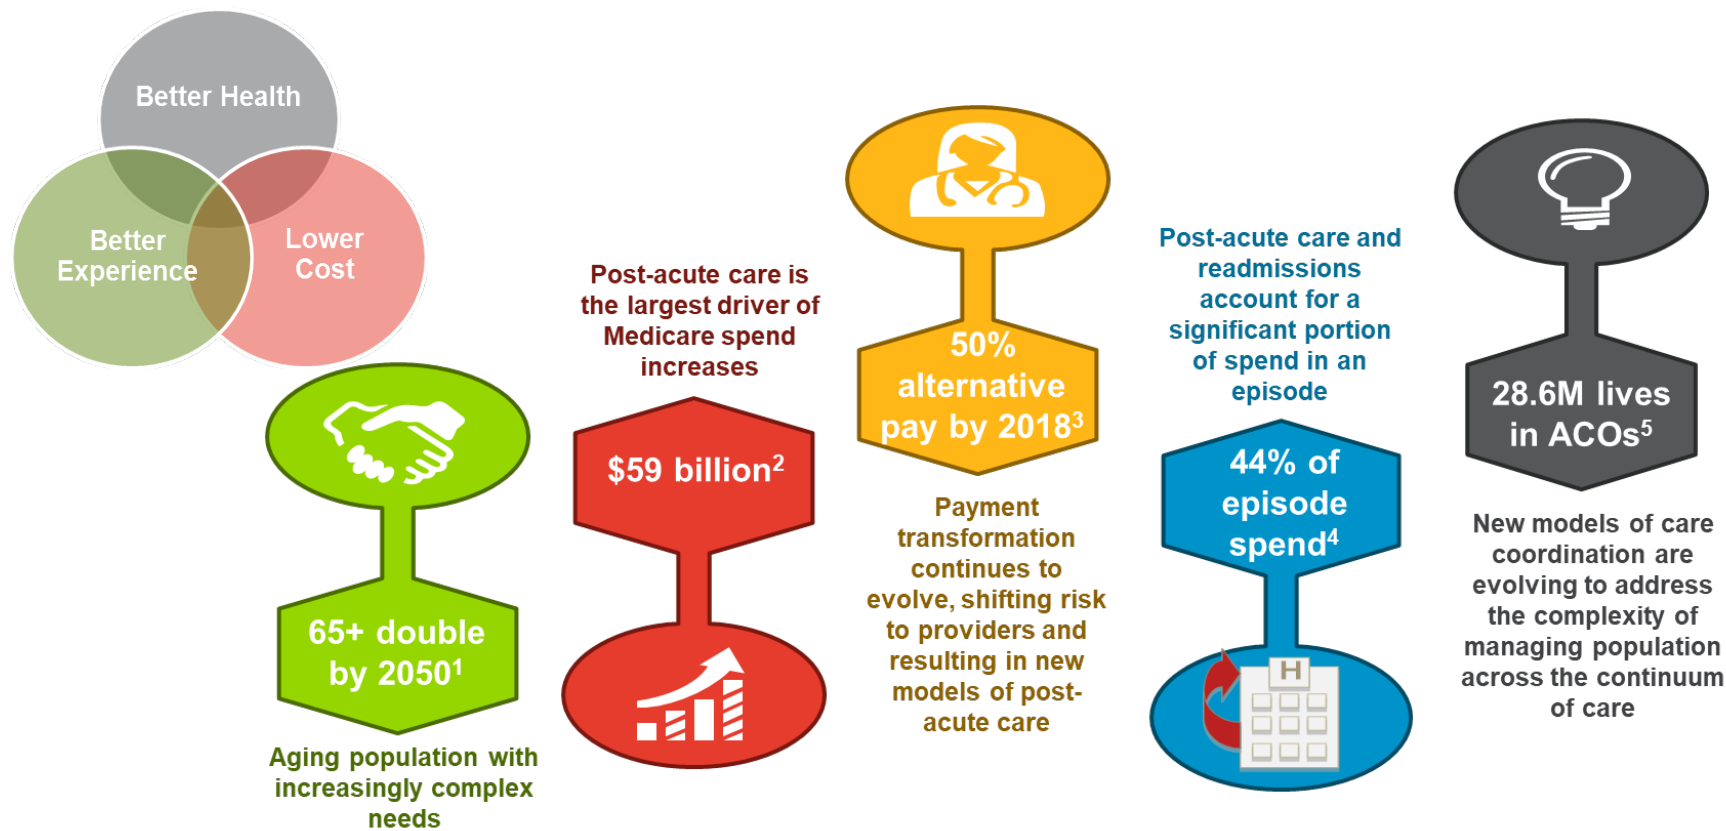 Better Health
Better
Experience
Lower
Cost
65+ double
by 2050¹
Aging population with
increasingly complex
needs
Post-acute care is
the largest driver of
Medicare spend
increases
$59 billion²
50%
alternative
pay by 2018³
Payment
transformation
continues to
evolve, shifting risk
to providers and
resulting in new
models of post-
acute care
Post-acute care and
readmissions
account for a
significant portion
of spend in an
episode
44% of
episode
spend⁴
H
28.6M lives
in ACOs⁵
New models of care
coordination are
evolving to address
the complexity of
managing population
across the continuum
of care